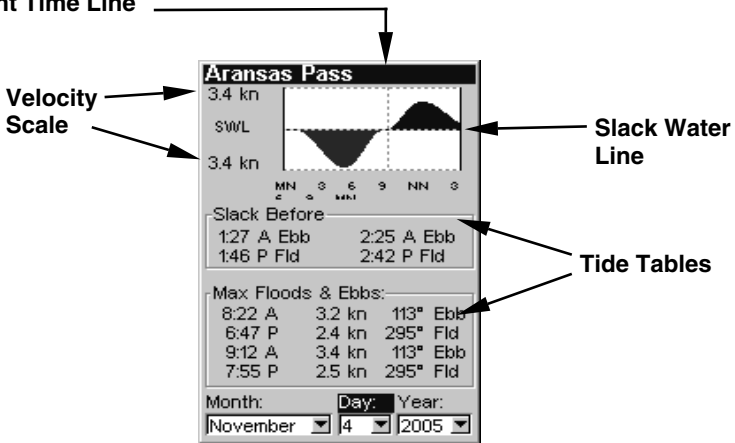 Time Line
Aransas Pass
Velocity
Scale
3.4 kn
SWL
3.4 kn
Slack Water
Line
MN 3 6 9 NN 3
Slack Before
1:27 A Ebb 2:25 A Ebb
1:46 P Fld 2:42 P Fld
Tide Tables
Max Floods & Ebbs:
8:22 A 3.2 kn 113° Ebb
6:47 P 2.4 kn 295° Fld
9:12 A 3.4 kn 113° Ebb
7:55 P 2.5 kn 295° Fld
Month: Day: Year:
November 4 2005